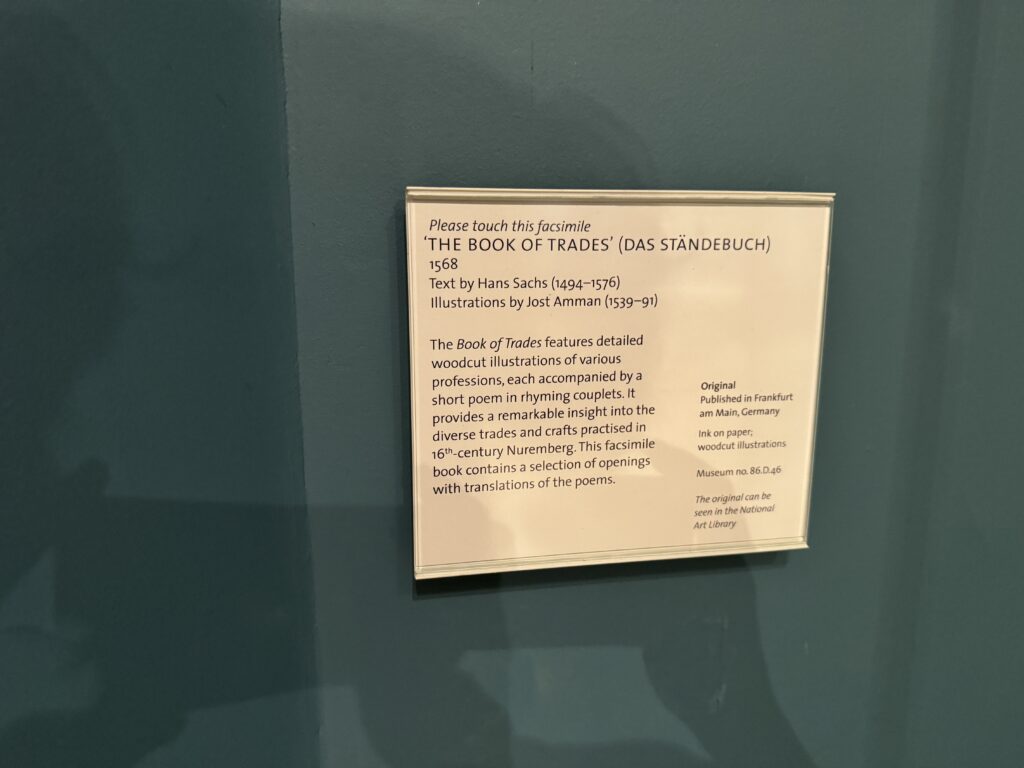 Please touch this facsimile
‘THE BOOK OF TRADES’ (DAS STÄNDEBUCH)
1568
Text by Hans Sachs (1494–1576)
Illustrations by Jost Amman (1539–91)
The Book of Trades features detailed
woodcut illustrations of various
professions, each accompanied by a
short poem in rhyming couplets. It
provides a remarkable insight into the
diverse trades and crafts practised in
16th-century Nuremberg. This facsimile
book contains a selection of openings
with translations of the poems.
Original
Published in Frankfurt
am Main, Germany
Ink on paper;
woodcut illustrations
Museum no. 86.D.46
The original can be
seen in the National
Art Library